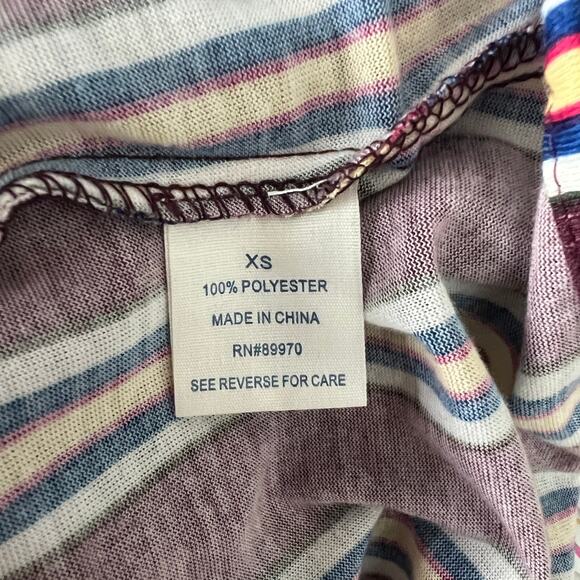 XS
100% POLYESTER
MADE IN CHINA
RN#89970
SEE REVERSE FOR CARE